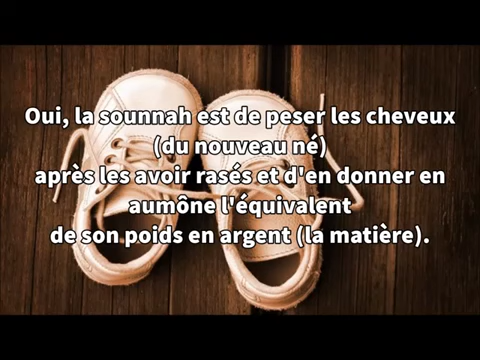 Oui, la sounnah est de peser les cheveux
(du nouveau né)
après les avoir rasés et d'en donner en
aumône l'équivalent
de son poids en argent (la matière).